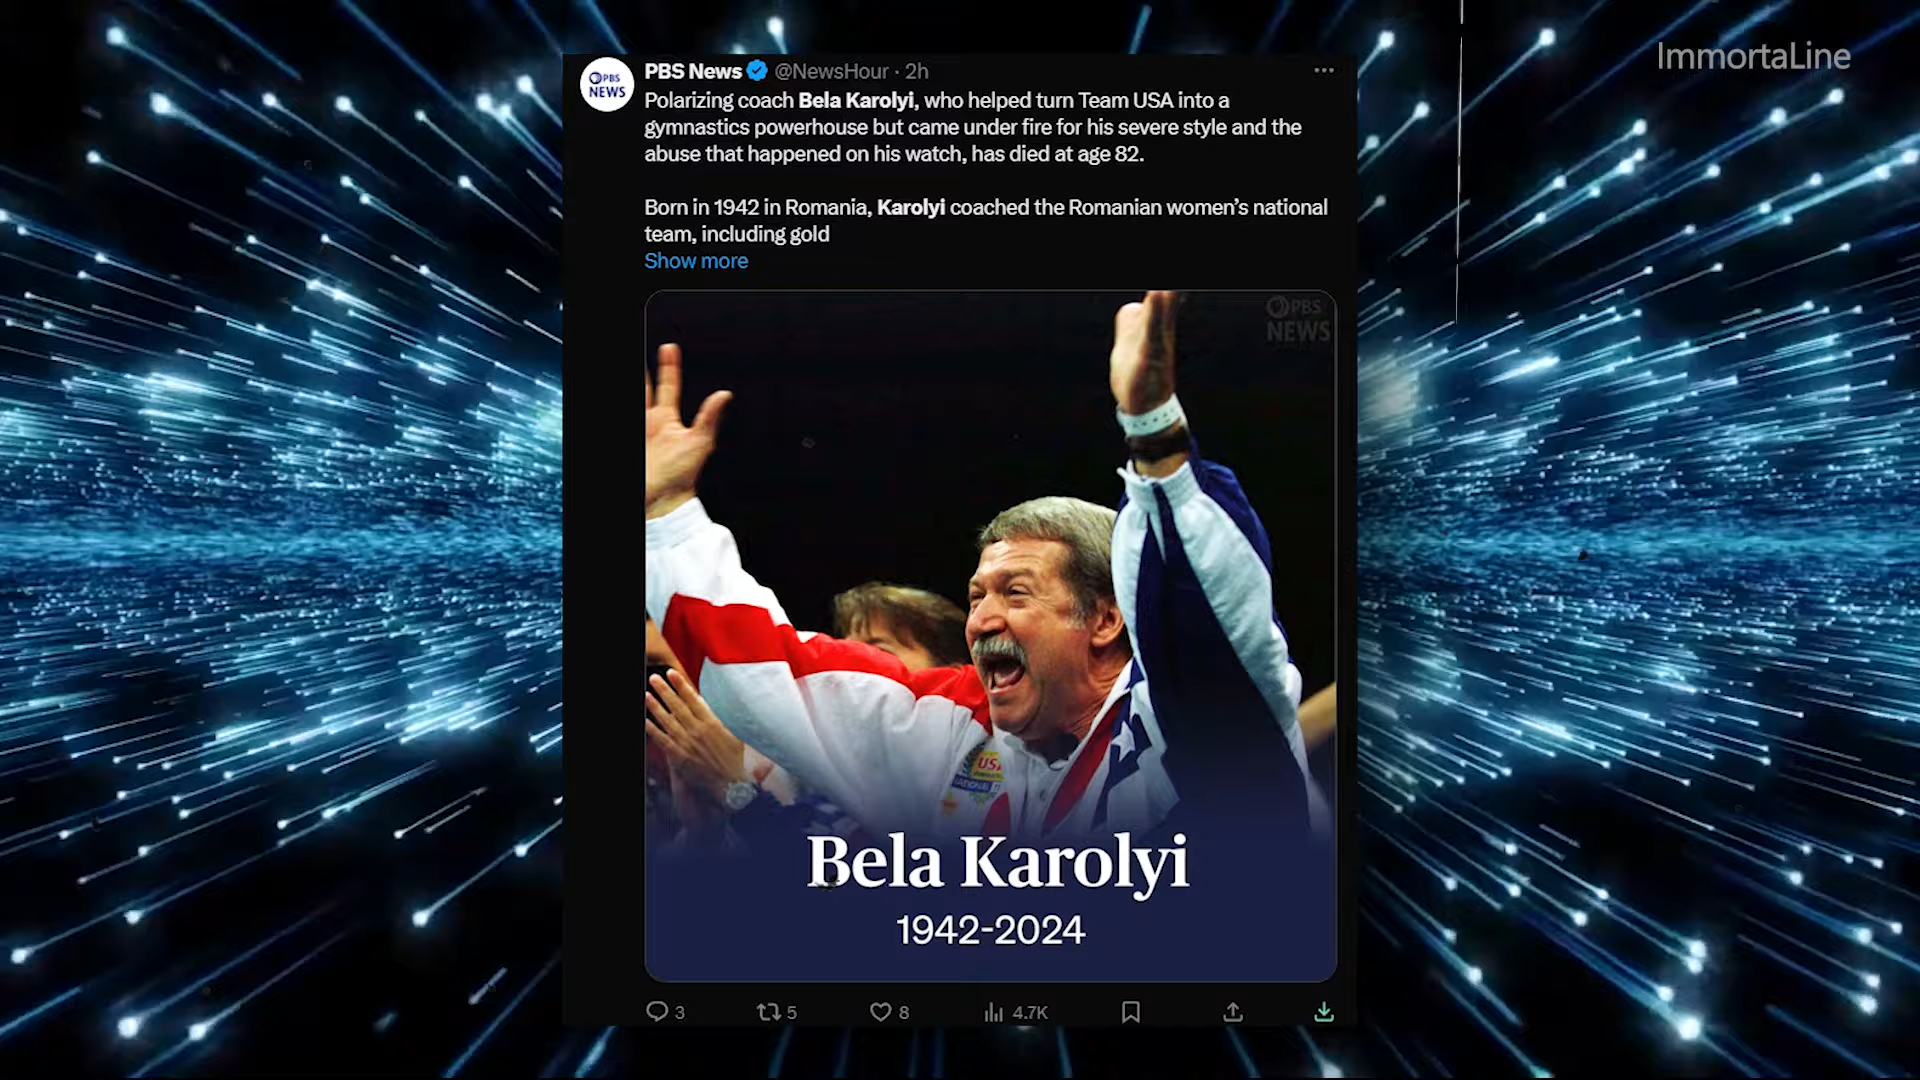 ImmortaLine
PBS NEWS
PBS News @NewsHour · 2h
Polarizing coach Bela Karolyi, who helped turn Team USA into a
gymnastics powerhouse but came under fire for his severe style and the
abuse that happened on his watch, has died at age 82.
Born in 1942 in Romania, Karolyi coached the Romanian women's national
team, including gold
Show more
PBS
NEWS
USA
NATIONAL
Bela Karolyi
1942-2024
3
5
8
4.7K